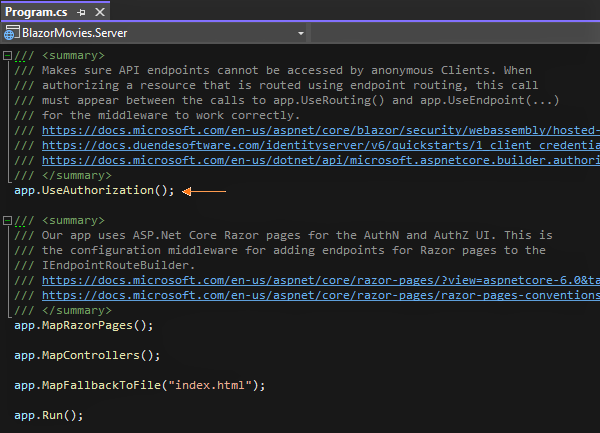 Program.cs
BlazorMovies.Server
/// <summary>
/// Makes sure API endpoints cannot be accessed by anonymous Clients. When
/// authorizing a resource that is routed using endpoint routing, this call
/// must appear between the calls to app.UseRouting() and app.UseEndpoint(...)
/// for the middleware to work correctly.
/// https://docs.microsoft.com/en-us/aspnet/core/blazor/security/webassembly/hosted-
/// https://docs.duendesoftware.com/identityserver/v6/quickstarts/1_client_credentia
/// https://docs.microsoft.com/en-us/dotnet/api/microsoft.aspnetcore.builder.authori
/// </summary>
app.UseAuthorization();
/// <summary>
/// Our app uses ASP.Net Core Razor pages for the AuthN and AuthZ UI. This is
/// the configuration middleware for adding endpoints for Razor pages to the
/// IEndpointRouteBuilder.
/// https://docs.microsoft.com/en-us/aspnet/core/razor-pages/?view=aspnetcore-6.0&ta
/// https://docs.microsoft.com/en-us/aspnet/core/razor-pages/razor-pages-conventions
/// </summary>
app.MapRazorPages();
app.MapControllers();
app.MapFallbackToFile("index.html");
app.Run();